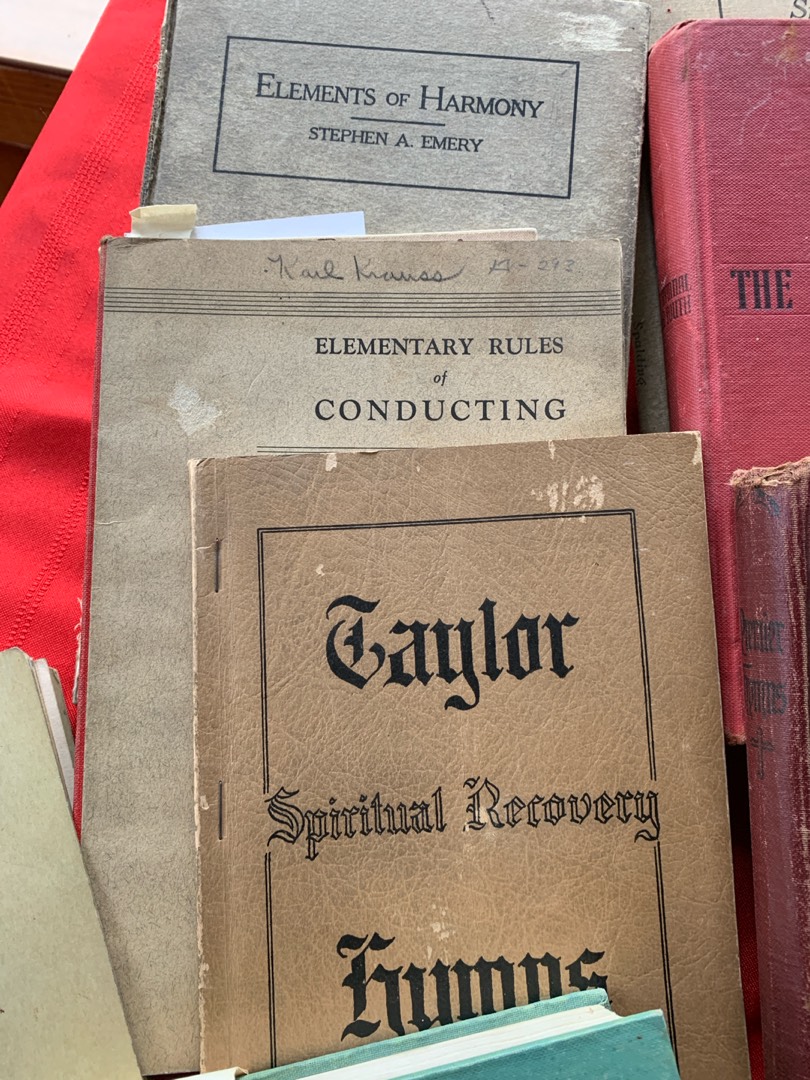 ELEMENTS OF HARMONY
STEPHEN A. EMERY
Karl Krauss
ELEMENTARY RULES
of
CONDUCTING
THE
Taylor
Spiritual Recovery
Hymns